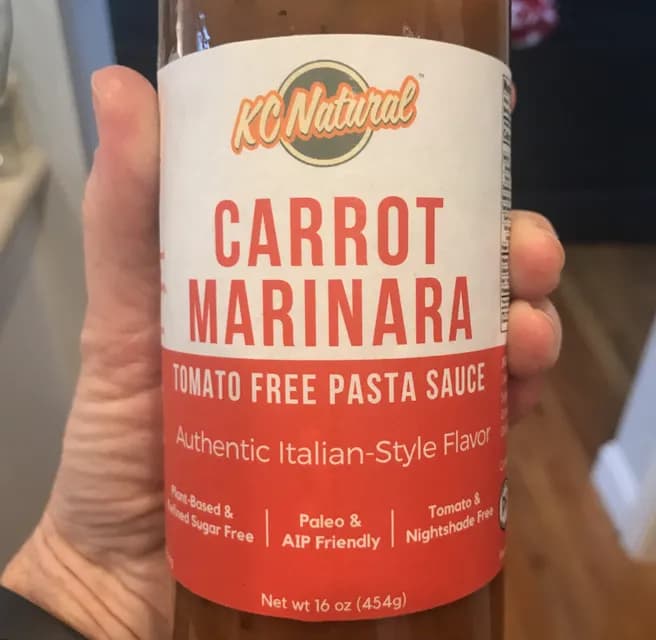 KC Natural™
CARROT
MARINARA
TOMATO FREE PASTA SAUCE
Authentic Italian-Style Flavor
Plant-Based &
Refined Sugar Free
Paleo &
AIP Friendly
Tomato &
Nightshade Free
Net wt 16 oz (454g)